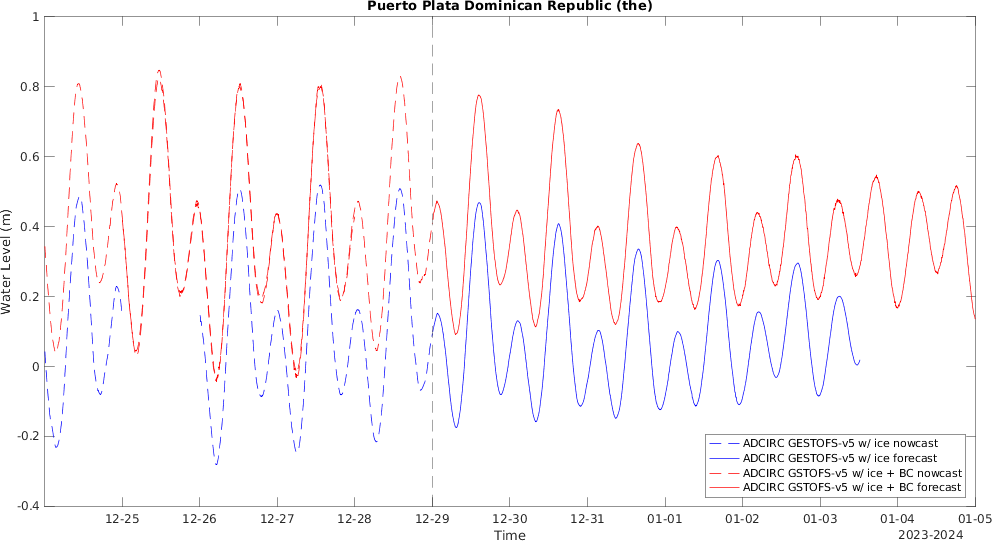 Puerto Plata Dominican Republic (the)
1
0.8
0.6
0.4
0.2
0
-0.2
-0.4
Water Level (m)
12-25 12-26 12-27 12-28 12-29 12-30 12-31 01-01 01-02 01-03 01-04 01-05
Time
2023-2024
ADCIRC GESTOFS-v5 w/ ice nowcast
ADCIRC GESTOFS-v5 w/ ice forecast
ADCIRC GSTOFS-v5 w/ ice + BC nowcast
ADCIRC GSTOFS-v5 w/ ice + BC forecast